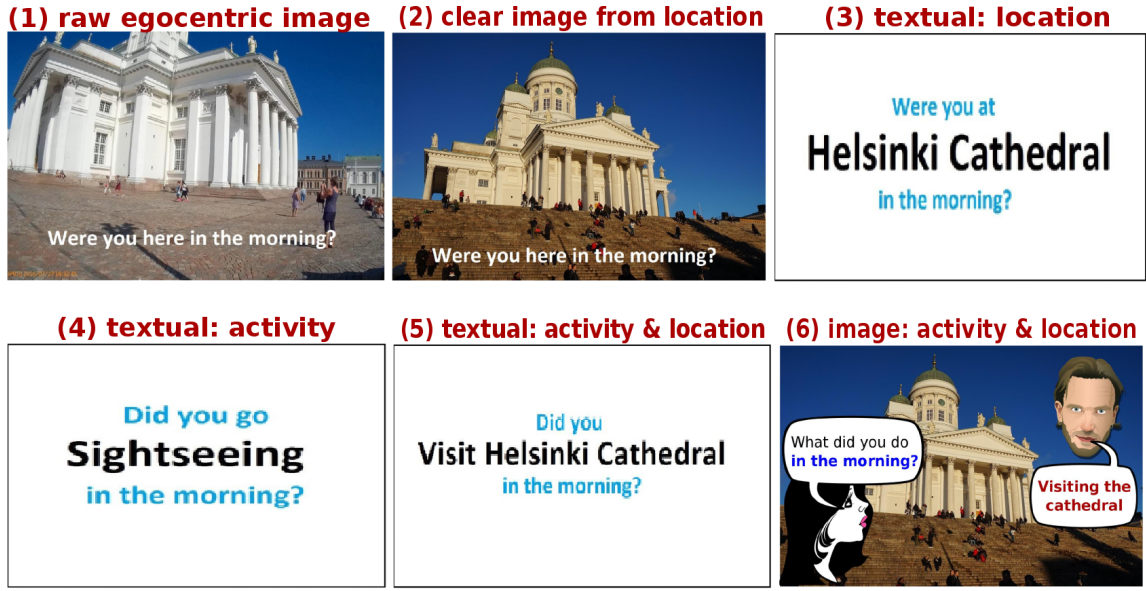 (1) raw egocentric image
(2) clear image from location
(3) textual: location
Were you here in the morning?
Were you here in the morning?
Were you at
Helsinki Cathedral
in the morning?
(4) textual: activity
(5) textual: activity & location
(6) image: activity & location
Did you go
Sightseeing
in the morning?
Did you
Visit Helsinki Cathedral
in the morning?
What did you do
in the morning?
Visiting the
cathedral